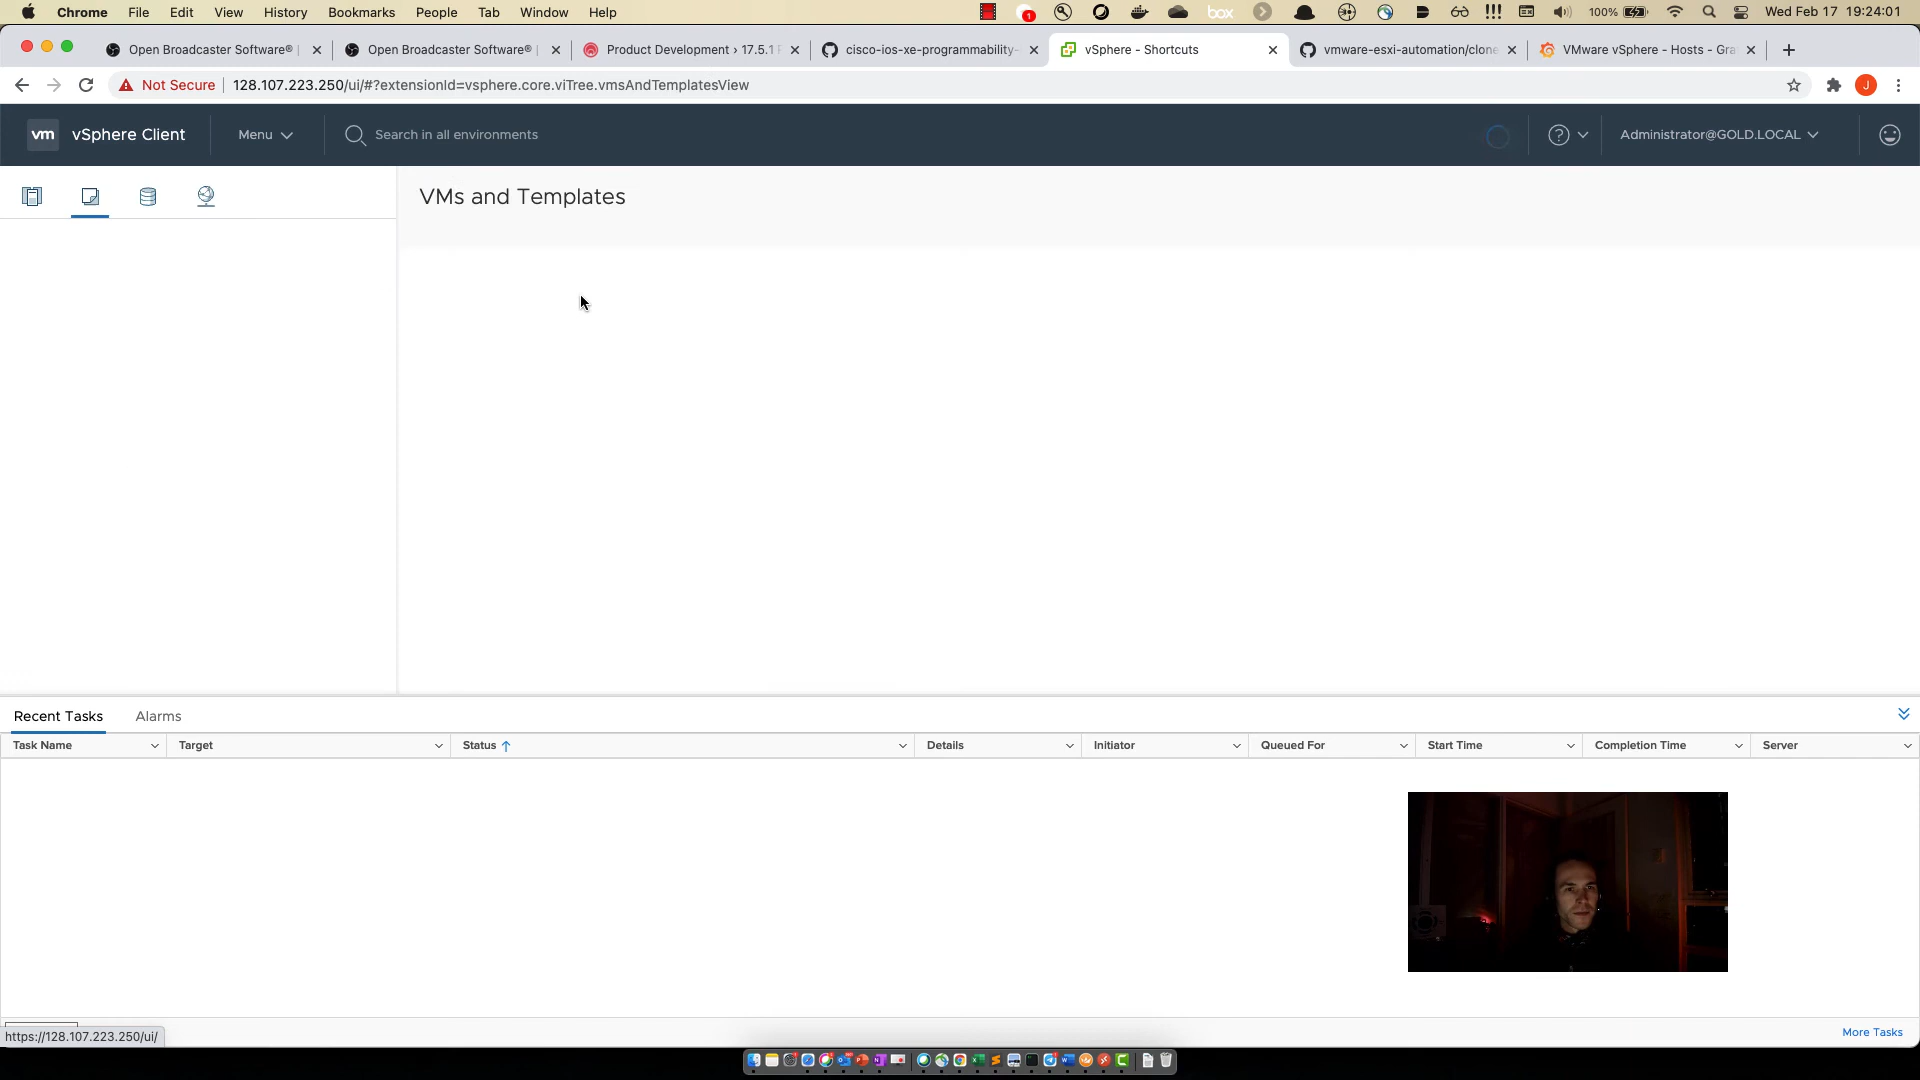 Chrome File Edit View History Bookmarks People Tab Window Help 1 box 100% Wed Feb 17 19:24:01
Open Broadcaster Software® | Open Broadcaster Software® | Product Development › 17.5.1 cisco-ios-xe-programmability- vSphere - Shortcuts vmware-esxi-automation/clone VMware vSphere - Hosts - Gra
Not Secure 128.107.223.250/ui/#?extensionId=vsphere.core.viTree.vmsAndTemplatesView J
vm vSphere Client Menu Search in all environments ? Administrator@GOLD.LOCAL
VMs and Templates
Recent Tasks Alarms
Task Name Target Status Details Initiator Queued For Start Time Completion Time Server
More Tasks
https://128.107.223.250/ui/